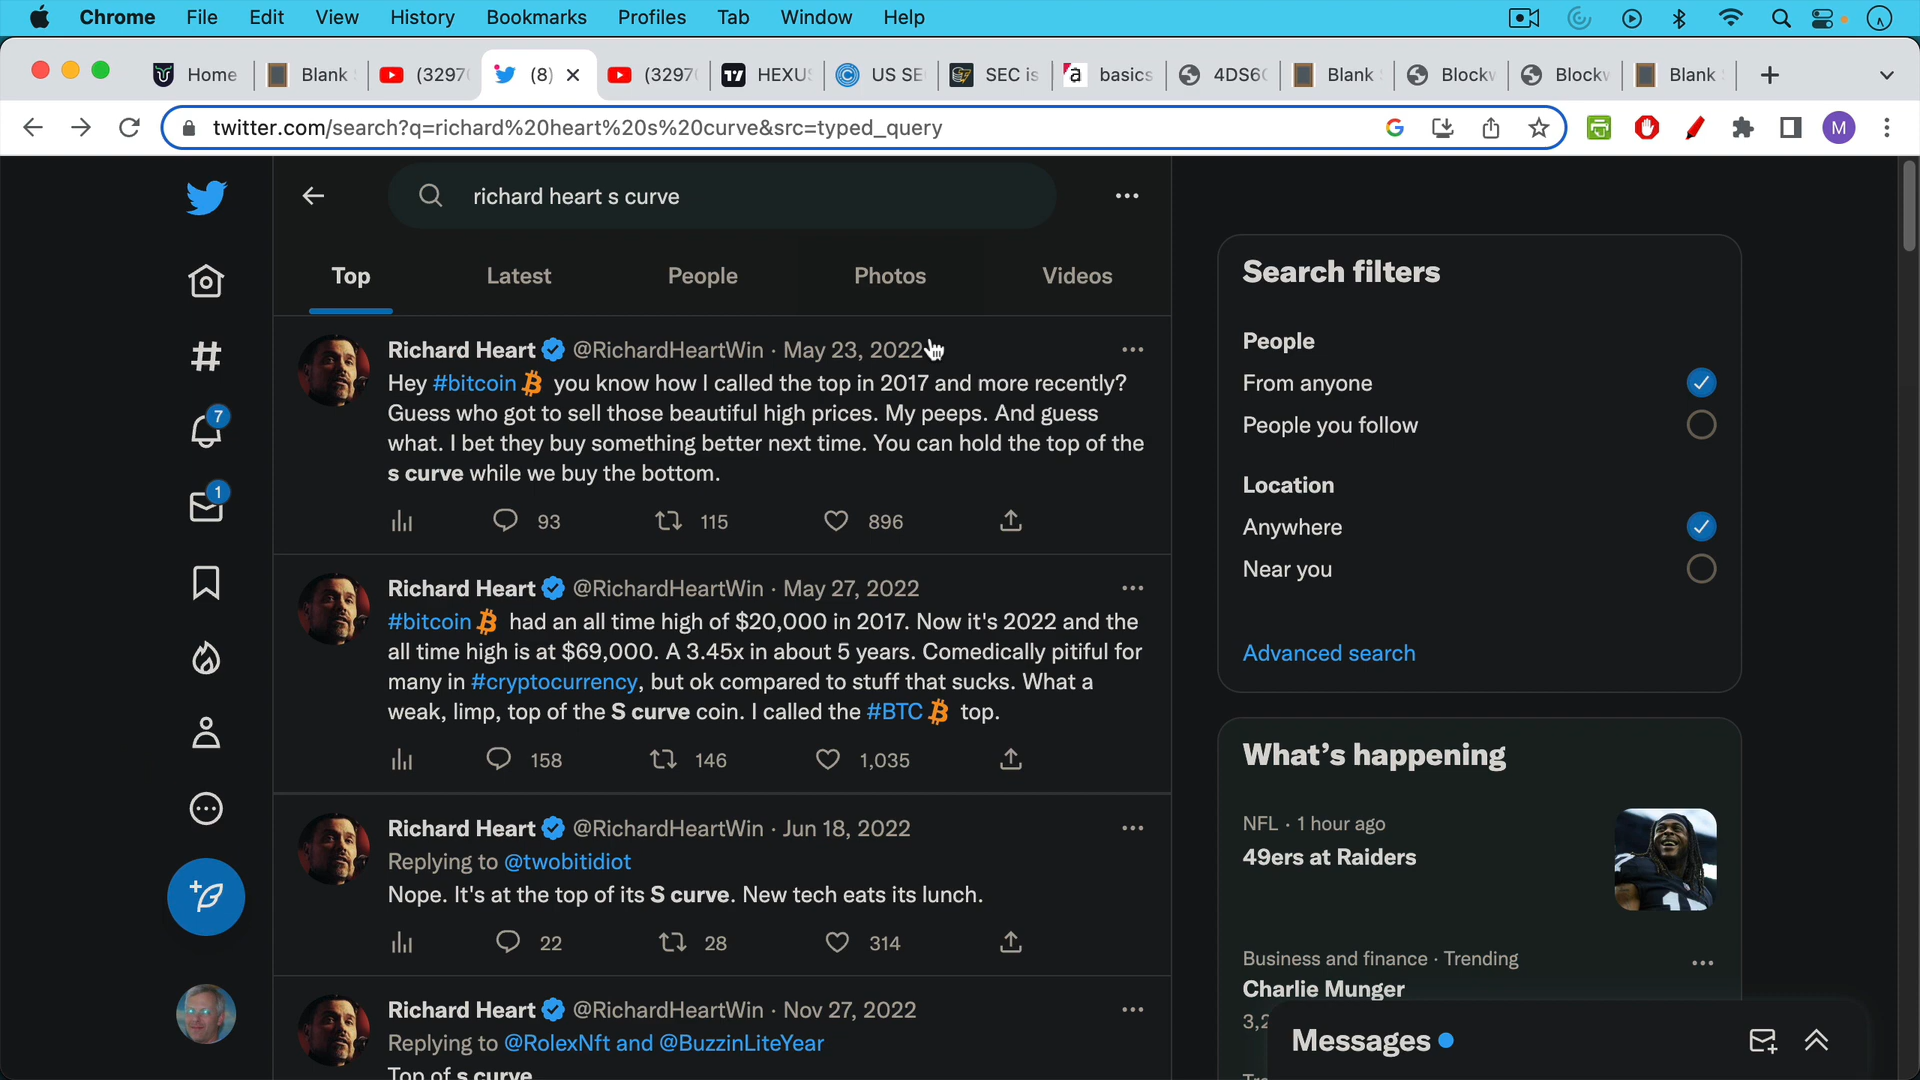 Chrome File Edit View History Bookmarks Profiles Tab Window Help
Home Blank (3297 (8) (3297 HEXUS US SE SEC is basics 4DS6 Blank Blockw Blockw Blank
twitter.com/search?q=richard%20heart%20s%20curve&src=typed_query
M
richard heart s curve
Top Latest People Photos Videos
Richard Heart @RichardHeartWin · May 23, 2022
Hey #bitcoin you know how I called the top in 2017 and more recently?
Guess who got to sell those beautiful high prices. My peeps. And guess
what. I bet they buy something better next time. You can hold the top of the
s curve while we buy the bottom.
93 115 896
Richard Heart @RichardHeartWin · May 27, 2022
#bitcoin had an all time high of $20,000 in 2017. Now it's 2022 and the
all time high is at $69,000. A 3.45x in about 5 years. Comedically pitiful for
many in #cryptocurrency, but ok compared to stuff that sucks. What a
weak, limp, top of the S curve coin. I called the #BTC top.
158 146 1,035
Richard Heart @RichardHeartWin · Jun 18, 2022
Replying to @twobitidiot
Nope. It's at the top of its S curve. New tech eats its lunch.
22 28 314
Richard Heart @RichardHeartWin · Nov 27, 2022
Replying to @RolexNft and @BuzzinLiteYear
Top of s curve
7
1
Search filters
People
From anyone
People you follow
Location
Anywhere
Near you
Advanced search
What's happening
NFL · 1 hour ago
49ers at Raiders
Business and finance · Trending
Charlie Munger
Messages